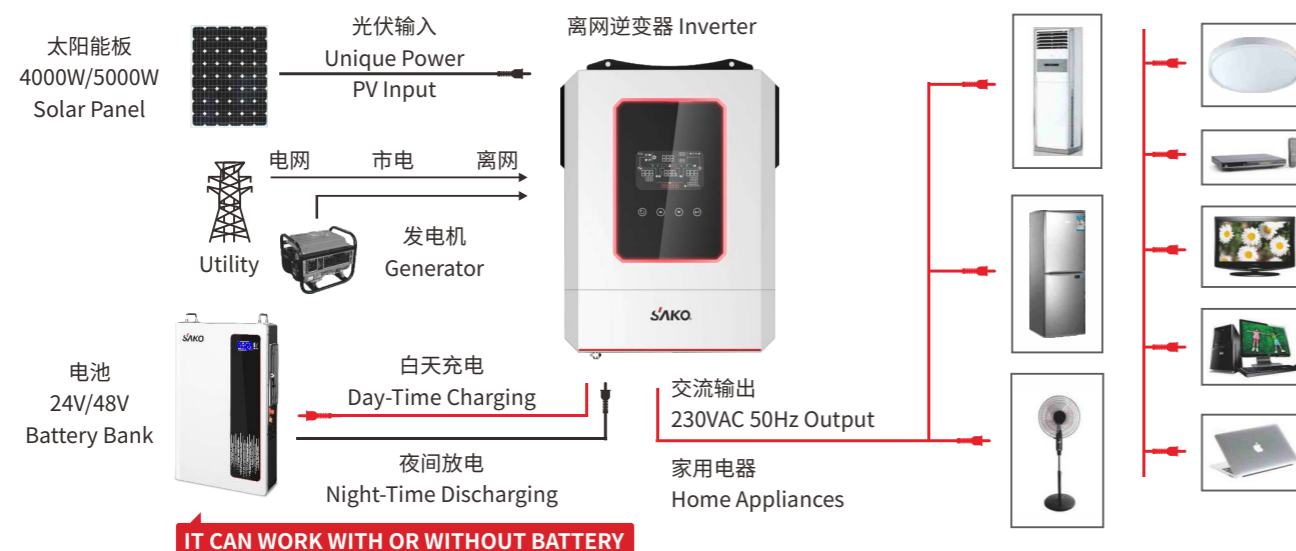 太阳能板
4000W/5000W
Solar Panel
光伏输入
Unique Power
PV Input
离网逆变器 Inverter
电网
市电
离网
Utility
发电机
Generator
SAKO
SAKO
电池
24V/48V
Battery Bank
白天充电
Day-Time Charging
夜间放电
Night-Time Discharging
交流输出
230VAC 50Hz Output
家用电器
Home Appliances
IT CAN WORK WITH OR WITHOUT BATTERY